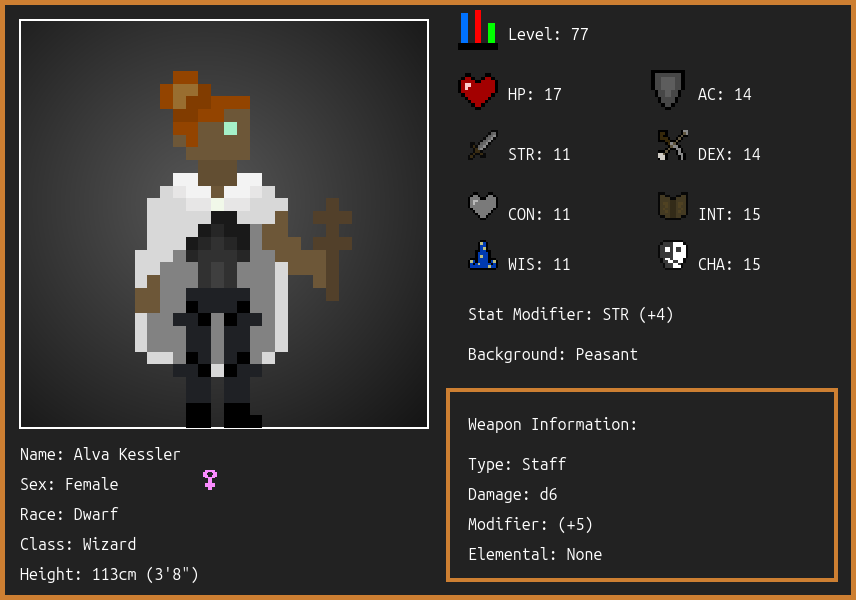 Level: 77
HP: 17
AC: 14
STR: 11
DEX: 14
CON: 11
INT: 15
WIS: 11
CHA: 15
Stat Modifier: STR (+4)
Background: Peasant
Weapon Information:
Type: Staff
Damage: d6
Modifier: (+5)
Elemental: None
Name: Alva Kessler
Sex: Female
Race: Dwarf
Class: Wizard
Height: 113cm (3'8")